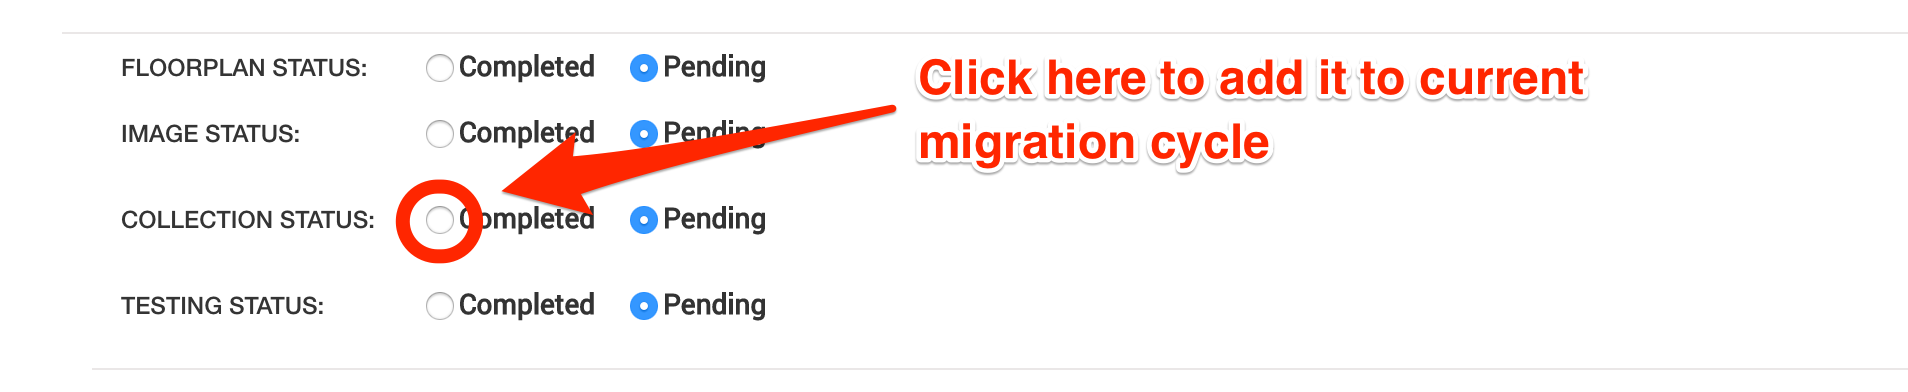 FLOORPLAN STATUS: Completed Pending
IMAGE STATUS: Completed Pending
COLLECTION STATUS: Completed Pending
TESTING STATUS: Completed Pending
Click here to add it to current
migration cycle